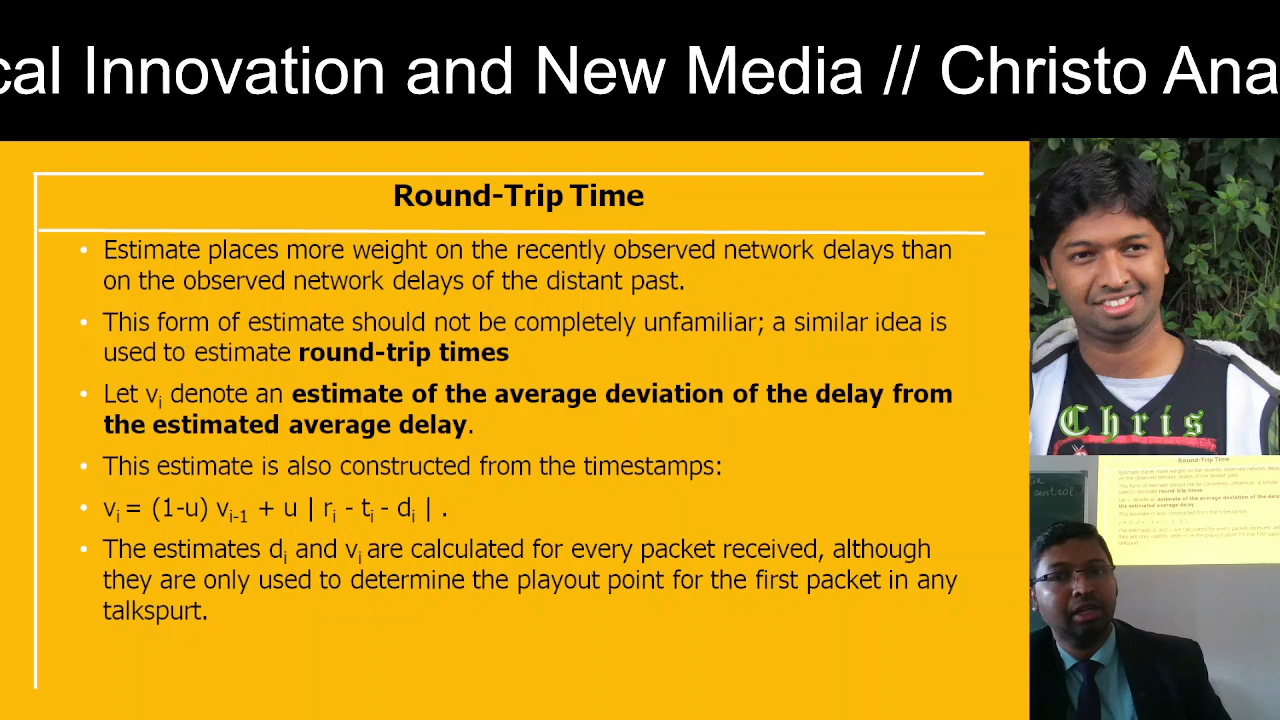 cal Innovation and New Media // Christo Ana
Round-Trip Time
• Estimate places more weight on the recently observed network delays than
on the observed network delays of the distant past.
• This form of estimate should not be completely unfamiliar; a similar idea is
used to estimate round-trip times
• Let vi denote an estimate of the average deviation of the delay from
the estimated average delay.
• This estimate is also constructed from the timestamps:
• vi = (1-u) vi-1 + u | ri - ti - di | .
• The estimates di and vi are calculated for every packet received, although
they are only used to determine the playout point for the first packet in any
talkspurt.
Chris
Round-Trip Time
control